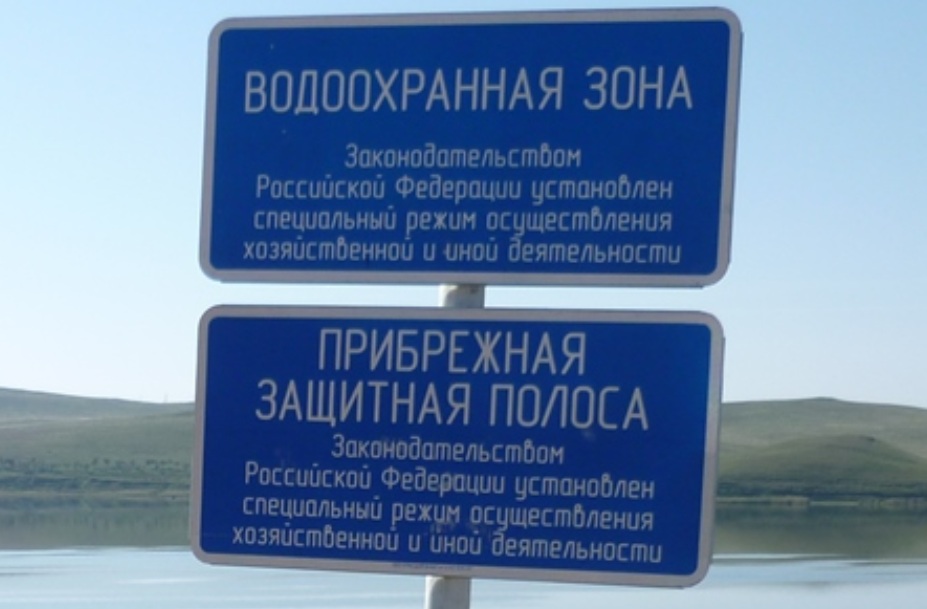 ВОДООХРАННАЯ ЗОНА
Законодательством
Российской Федерации установлен
специальный режим осуществления
хозяйственной и иной деятельности
ПРИБРЕЖНАЯ
ЗАЩИТНАЯ ПОЛОСА
Законодательством
Российской Федерации установлен
специальный режим осуществления
хозяйственной и иной деятельности